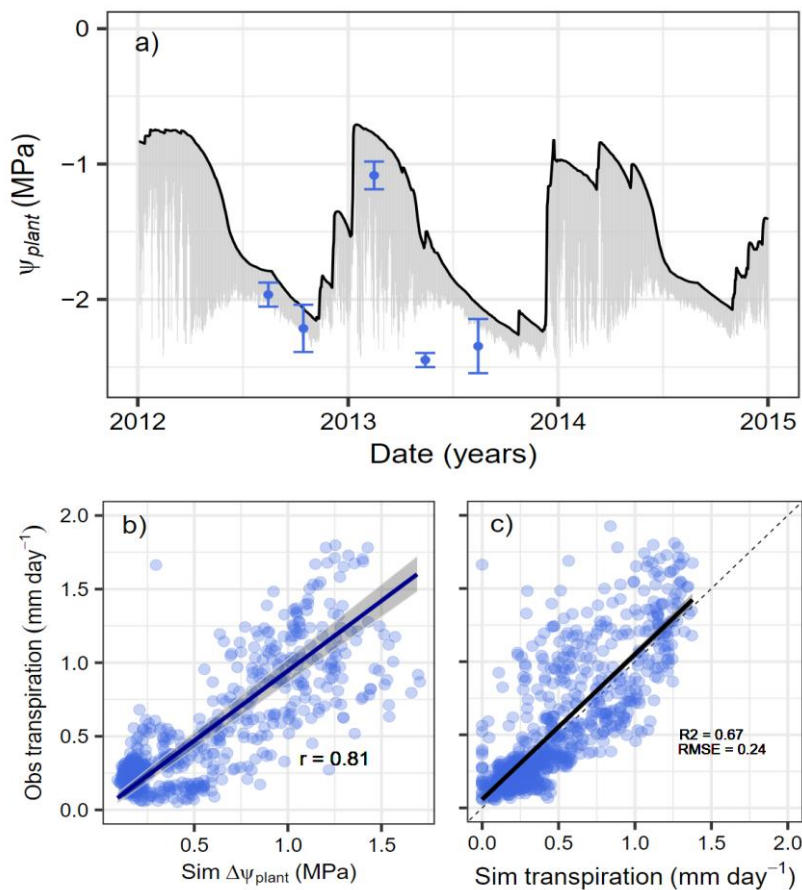 a)
0
−1
−2
Ψplant (MPa)
2012 2013 2014 2015
Date (years)
b)
2.0
1.5
1.0
0.5
0.0
Obs transpiration (mm day⁻¹)
r = 0.81
0.5 1.0 1.5
Sim Δψplant (MPa)
c)
R2 = 0.67
RMSE = 0.24
0.0 0.5 1.0 1.5 2.0
Sim transpiration (mm day⁻¹)